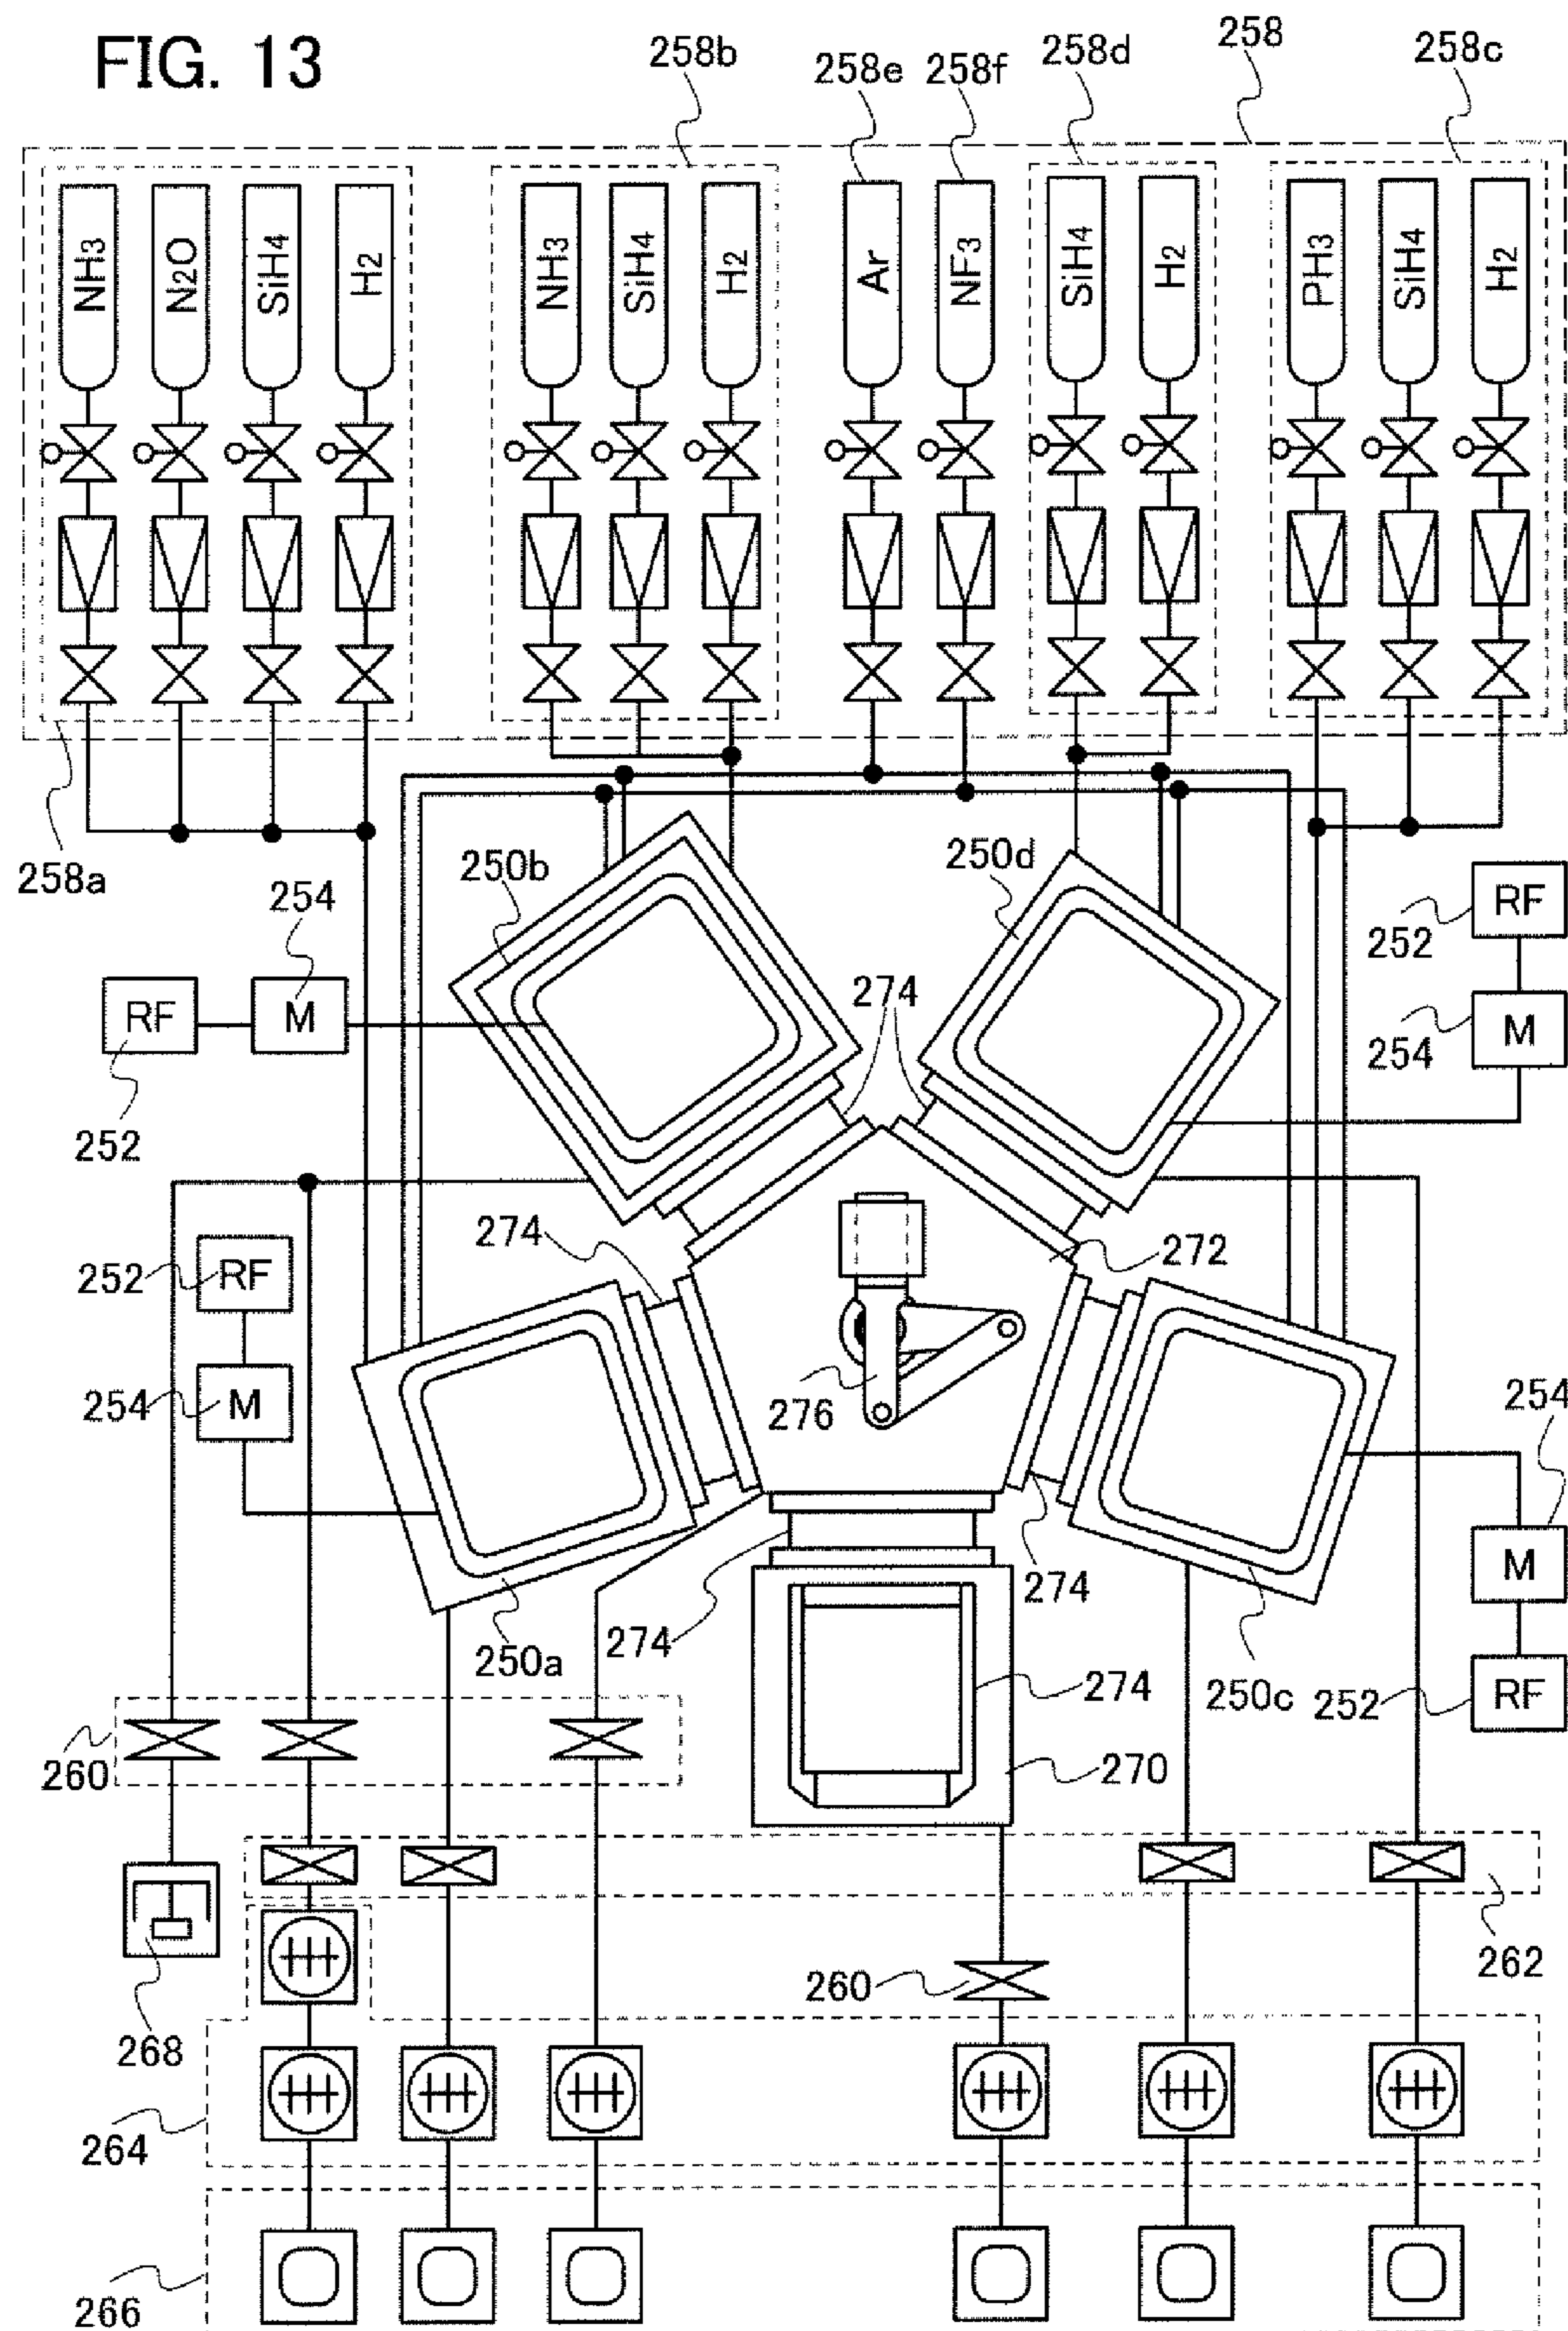 FIG. 13
258b
258e
258f
258d
258
258c
NH3
N2O
SiH4
H2
NH3
SiH4
H2
Ar
NF3
SiH4
H2
PH3
SiH4
H2
258a
254
250b
250d
RF
252
RF
M
274
M
254
252
274
272
252
RF
254
M
276
254
M
274
274
250a
274
250c
252
RF
260
270
262
260
268
264
266